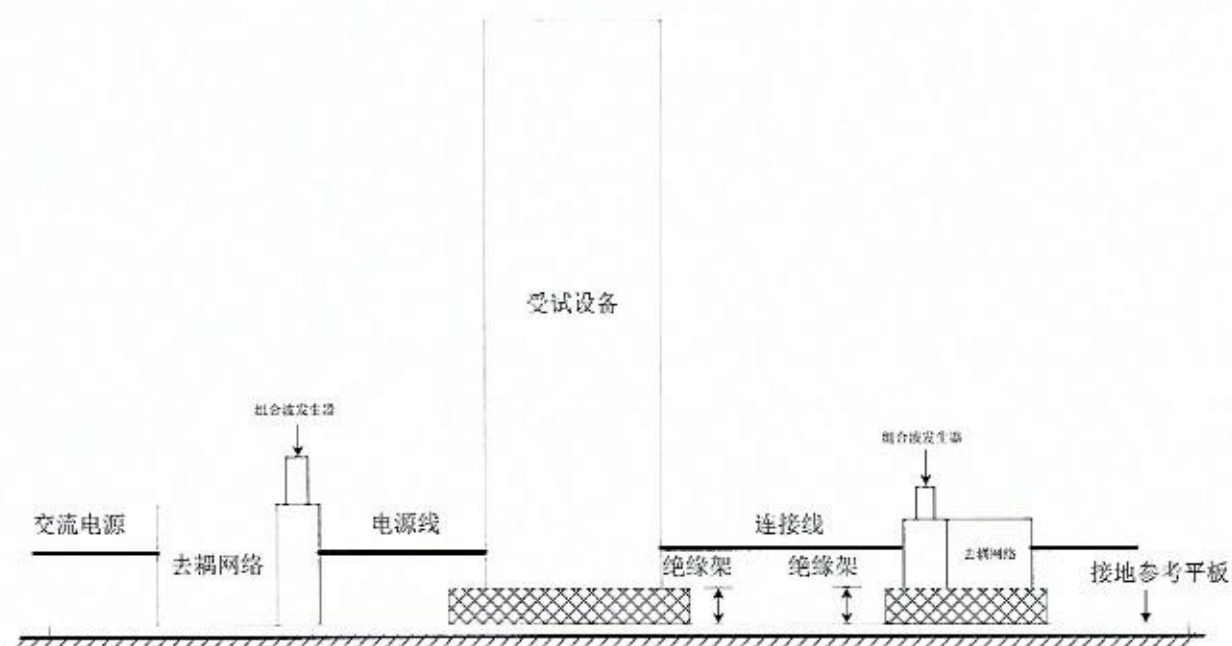 受试设备
组合波发生器
组合波发生器
交流电源
电源线
连接线
去耦网络
绝缘架
绝缘架
去耦网络
接地参考平板